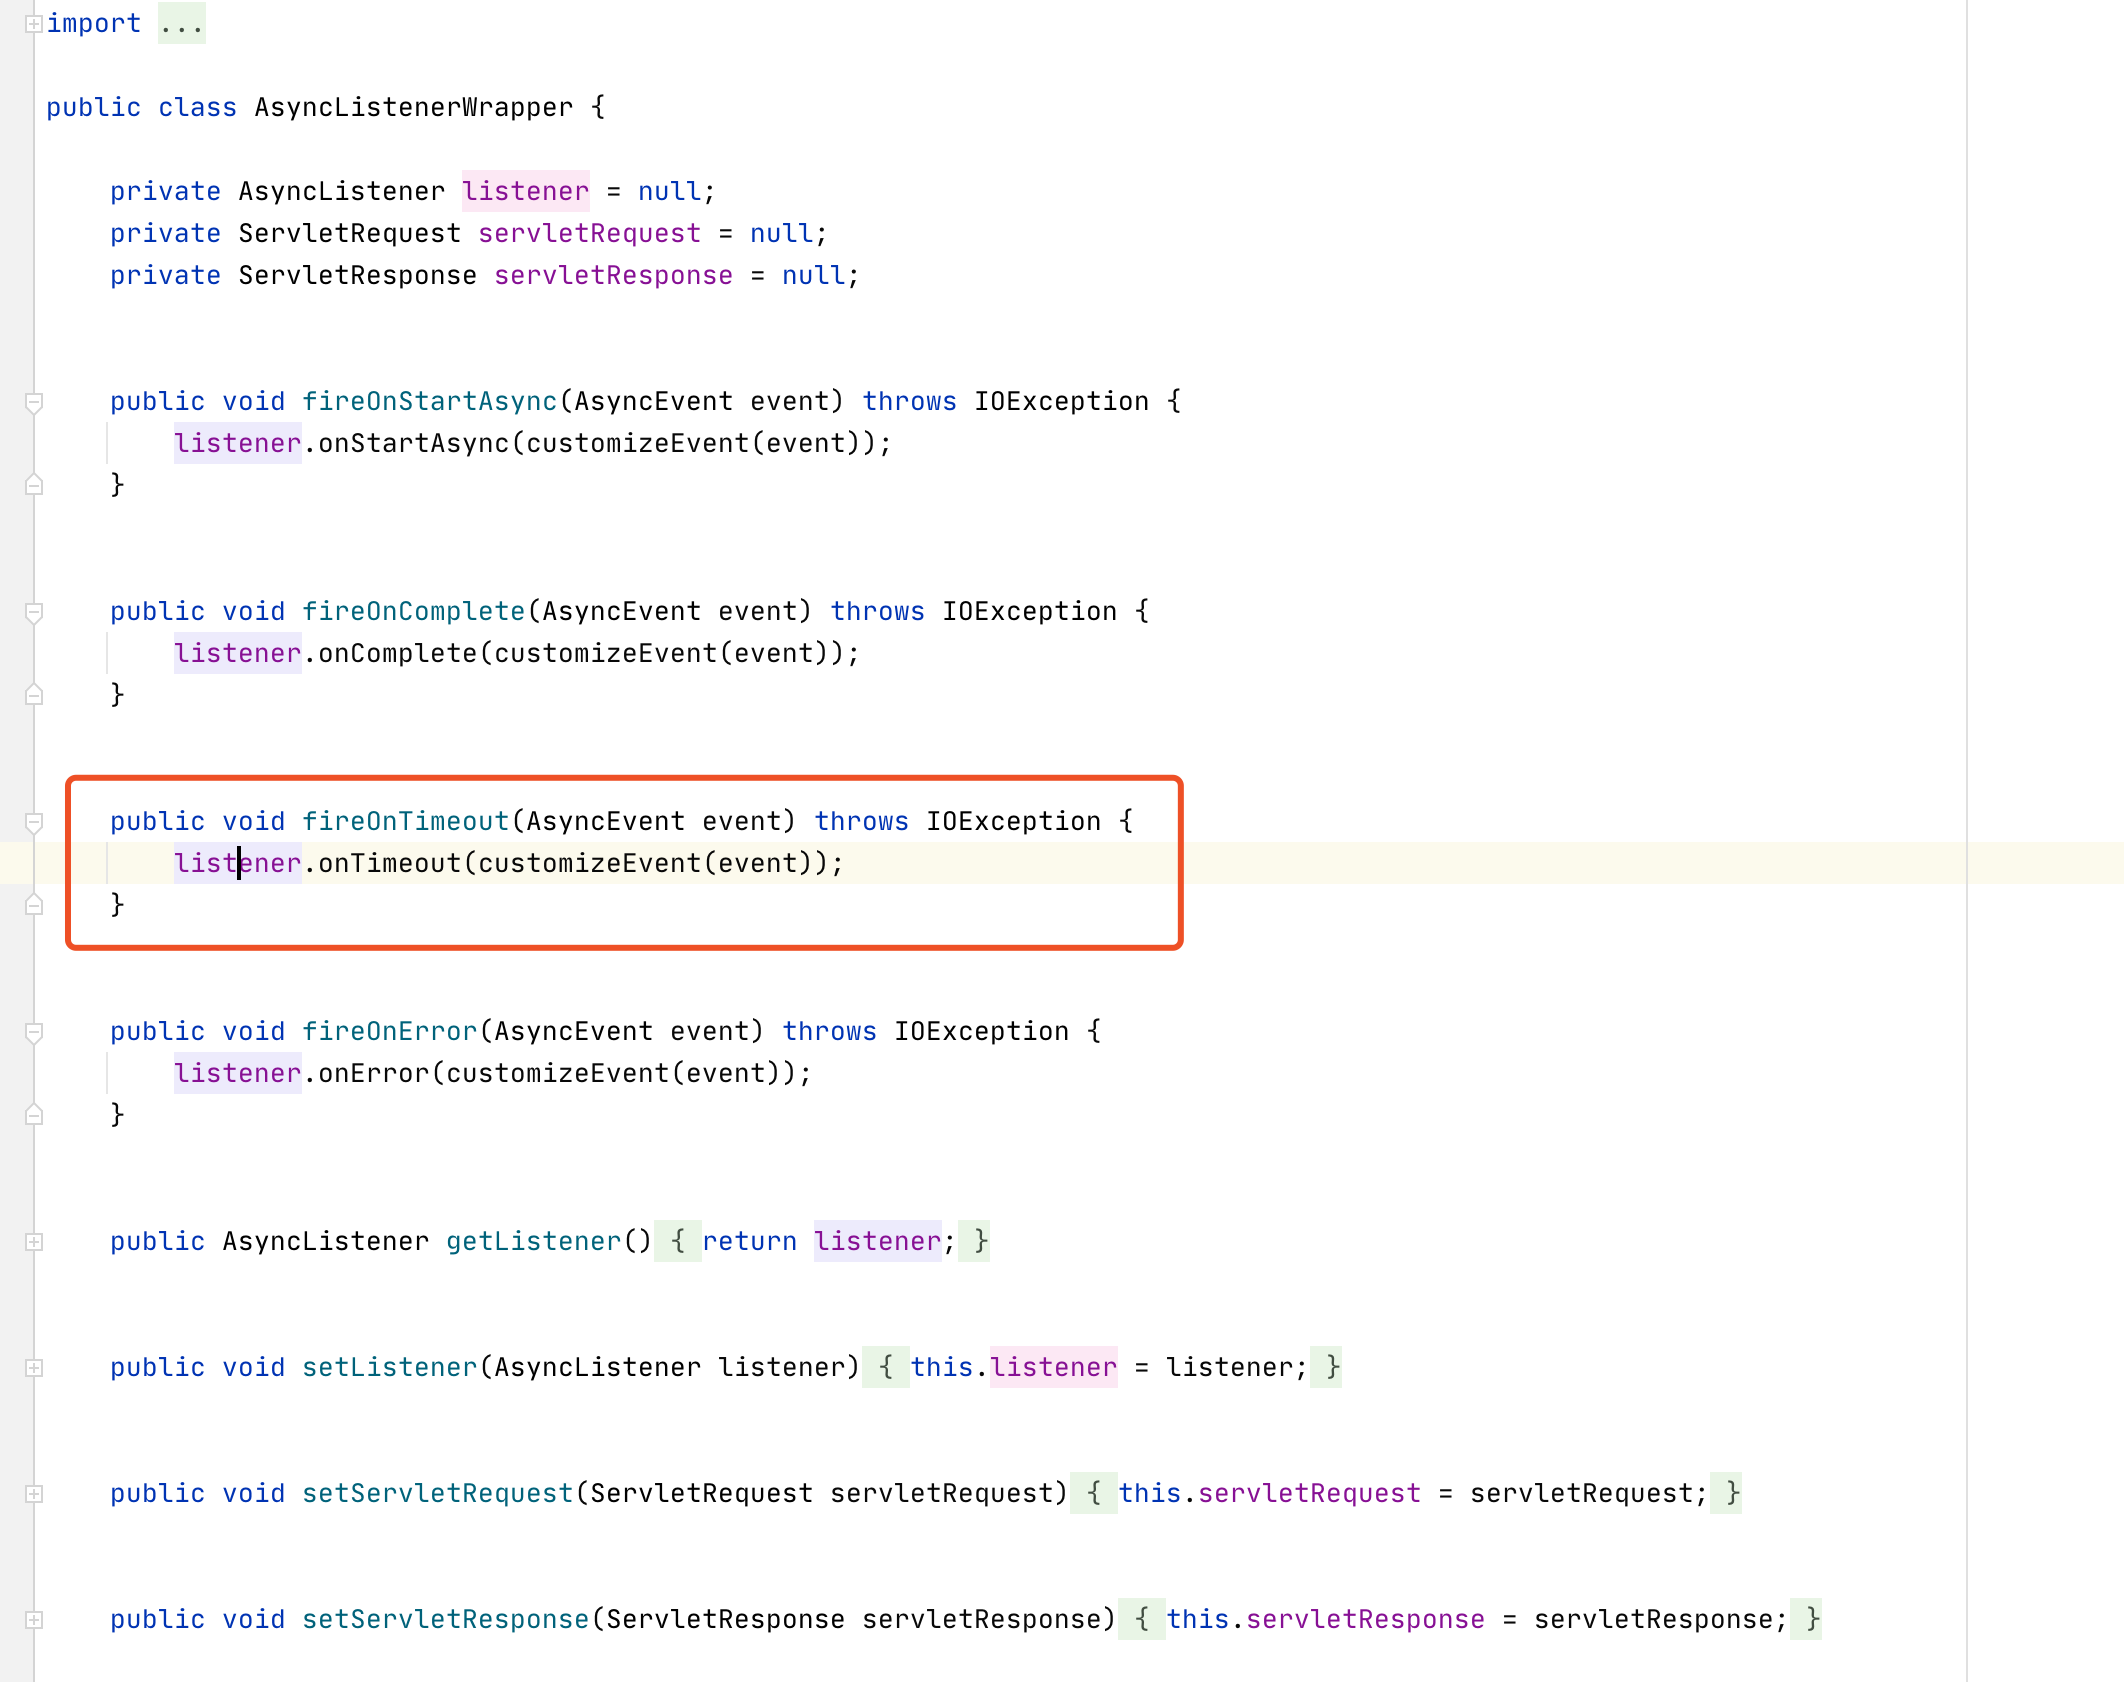 import ...
public class AsyncListenerWrapper {
private AsyncListener listener = null;
private ServletRequest servletRequest = null;
private ServletResponse servletResponse = null;
public void fireOnStartAsync(AsyncEvent event) throws IOException {
listener.onStartAsync(customizeEvent(event));
}
public void fireOnComplete(AsyncEvent event) throws IOException {
listener.onComplete(customizeEvent(event));
}
public void fireOnTimeout(AsyncEvent event) throws IOException {
listener.onTimeout(customizeEvent(event));
}
public void fireOnError(AsyncEvent event) throws IOException {
listener.onError(customizeEvent(event));
}
public AsyncListener getListener() { return listener; }
public void setListener(AsyncListener listener) { this.listener = listener; }
public void setServletRequest(ServletRequest servletRequest) { this.servletRequest = servletRequest; }
public void setServletResponse(ServletResponse servletResponse) { this.servletResponse = servletResponse; }